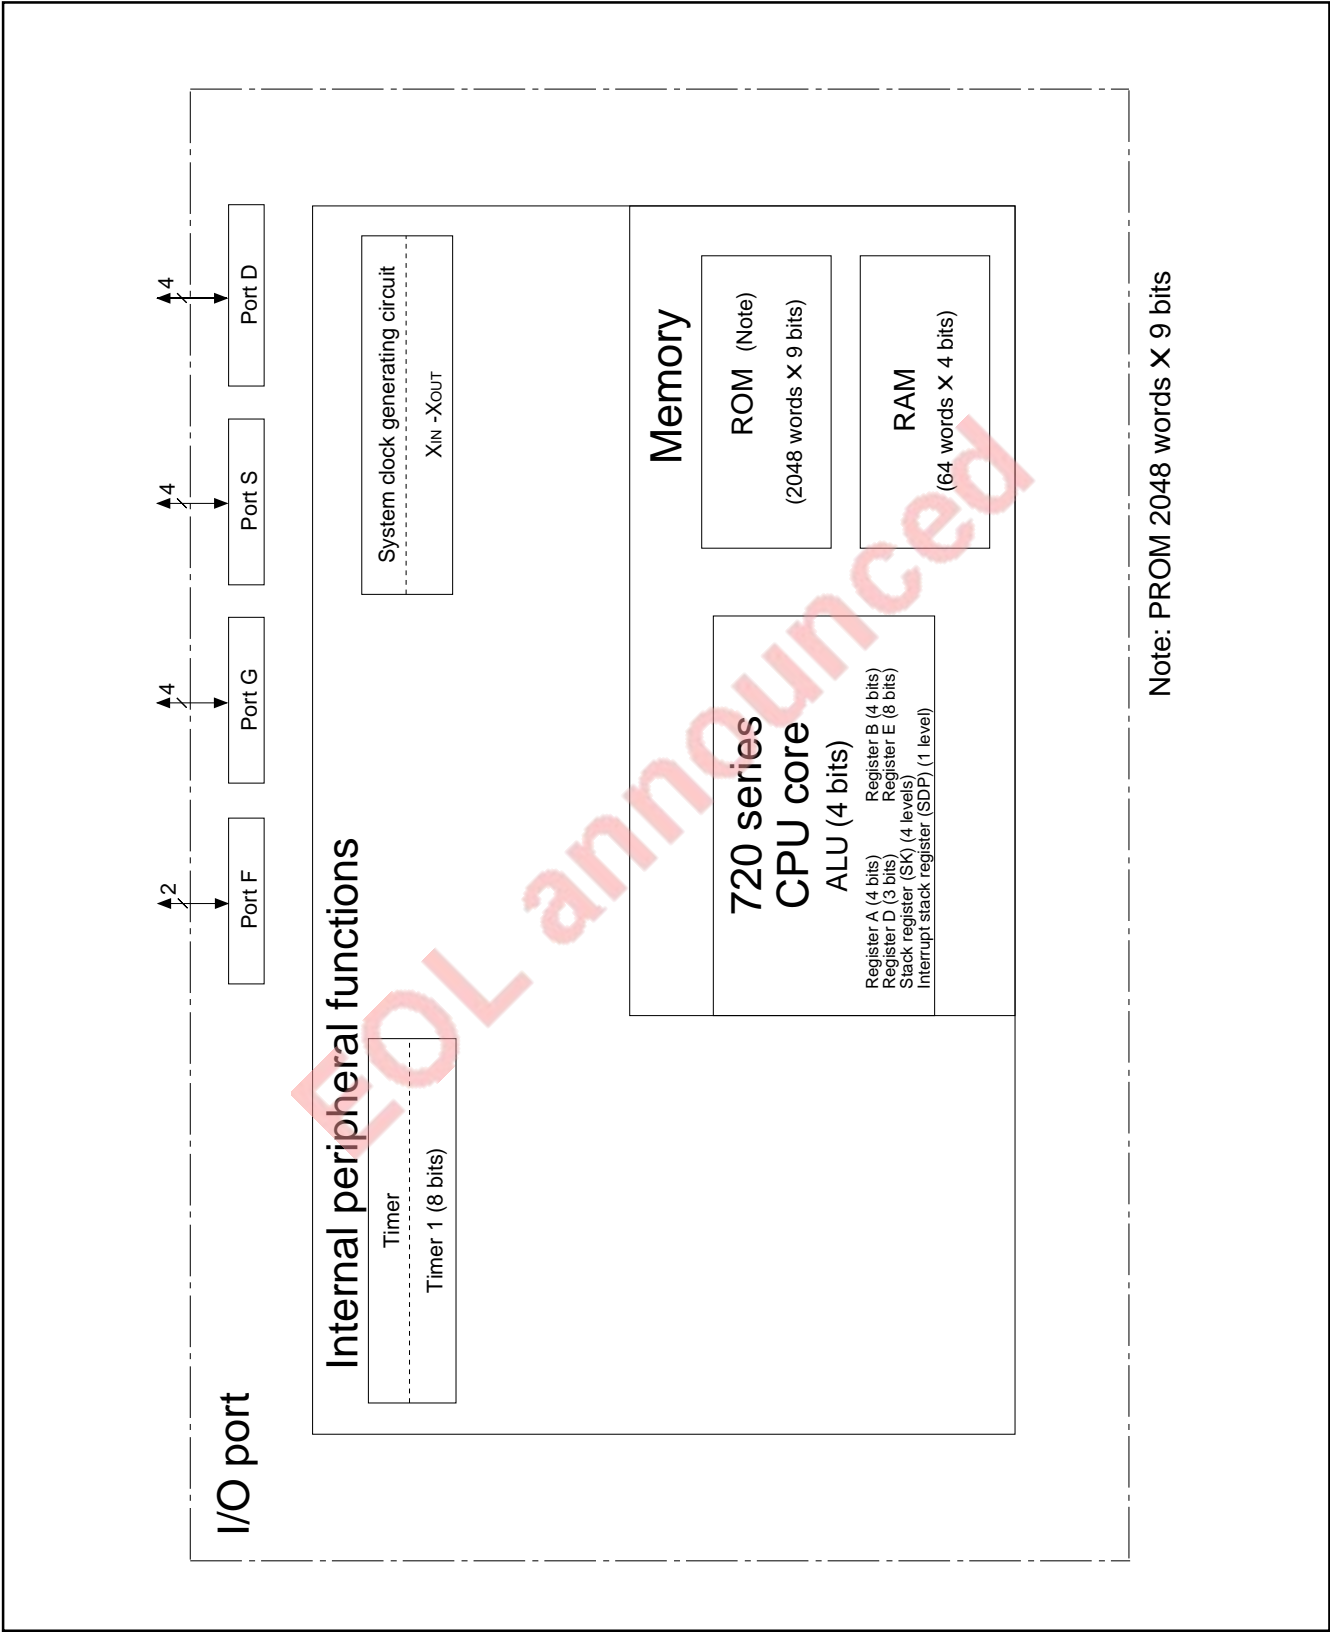 I/O port
2
4
4
4
Port F
Port G
Port S
Port D
Internal peripheral functions
Timer
Timer 1 (8 bits)
System clock generating circuit
XIN -XOUT
Memory
720 series
CPU core
ALU (4 bits)
Register A (4 bits) Register B (4 bits)
Register D (3 bits) Register E (8 bits)
Stack register (SK) (4 levels)
Interrupt stack register (SDP) (1 level)
ROM (Note)
(2048 words X 9 bits)
RAM
(64 words X 4 bits)
Note: PROM 2048 words X 9 bits
EOL announced